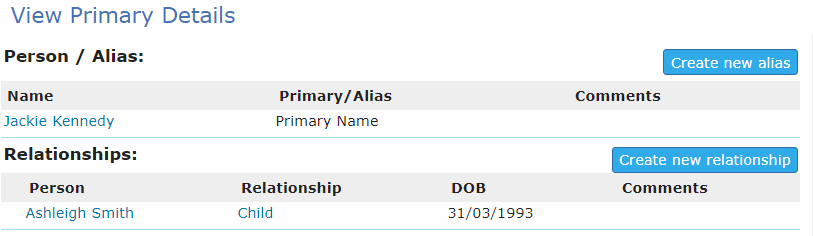 View Primary Details
Person / Alias:
Create new alias
Name Primary/Alias Comments
Jackie Kennedy Primary Name
Relationships:
Create new relationship
Person Relationship DOB Comments
Ashleigh Smith Child 31/03/1993